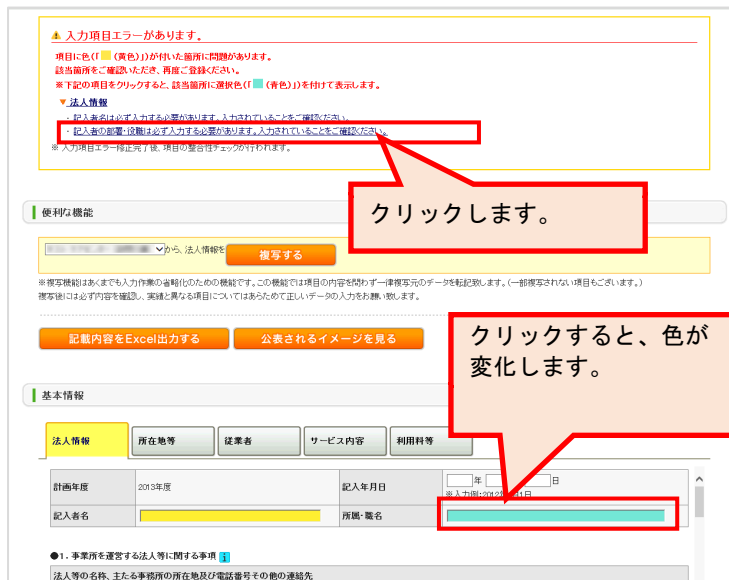 入力項目エラーがあります。
項目に色(「 (黄色)」)が付いた箇所に問題があります。
該当箇所をご確認いただき、再度ご登録ください。
※下記の項目をクリックすると、該当箇所に選択色(「 (青色)」)を付けて表示します。
▼法人情報
・記入者名は必ず入力する必要があります。入力されていることをご確認ください。
・記入者の部署・役職は必ず入力する必要があります。入力されていることをご確認ください。
※ 入力項目エラー修正完了後、項目の整合性チェックが行われます。
クリックします。
便利な機能
から、法人情報を
複写する
※複写機能はあくまでも入力作業の省略化のための機能です。この機能では項目の内容を問わず一律複写元のデータを転記致します。(一部複写されない項目もございます。)
複写後には必ず内容を確認し、実績と異なる項目についてはあらためて正しいデータの入力をお願い致します。
記載内容をExcel出力する
公表されるイメージを見る
クリックすると、色が
変化します。
基本情報
法人情報
所在地等
従業者
サービス内容
利用料等
計画年度
2013年度
記入年月日
年
日
※入力例:2012
1日
記入者名
所属・職名
●1.事業所を運営する法人等に関する事項 i
法人等の名称、主たる事務所の所在地及び電話番号その他の連絡先